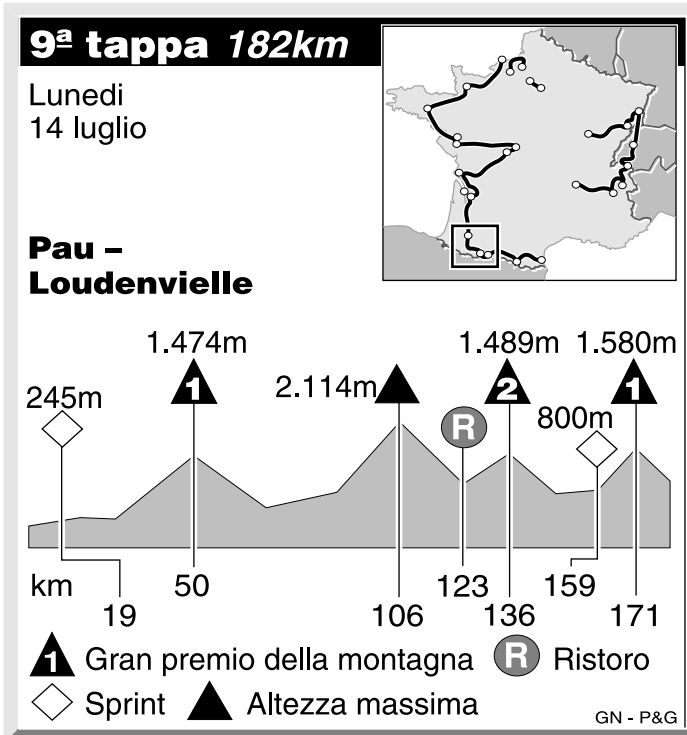 9ª tappa 182km
Lunedi
14 luglio
Pau –
Loudenvielle
1.474m
1.489m
1.580m
2.114m
245m
1
2
1
800m
R
km
50
123
159
19
106
136
171
1 Gran premio della montagna R Ristoro
Sprint Altezza massima
GN - P&G